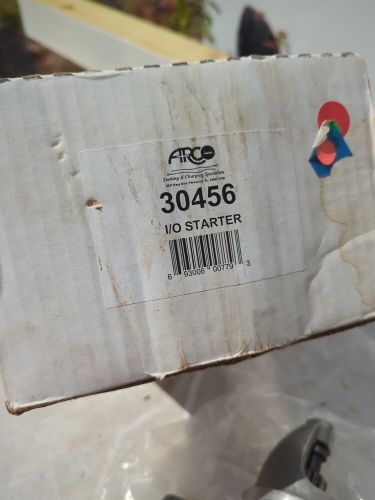 ARCO
Starting & Charging Specialists
30456
I/O STARTER
6 93006 00779 3